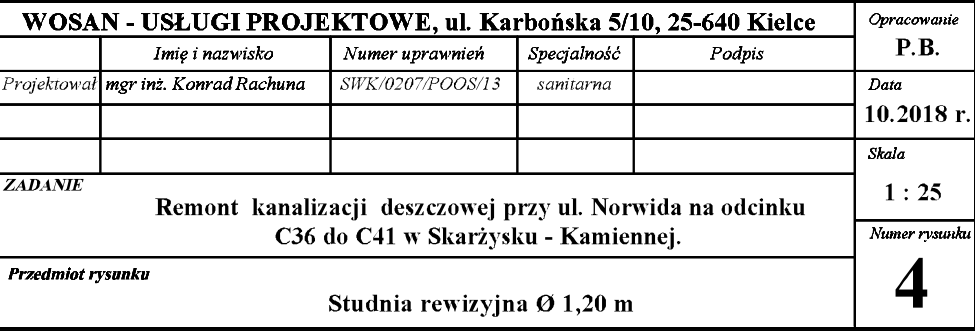 WOSAN - USŁUGI PROJEKTOWE, ul. Karbońska 5/10, 25-640 Kielce
Imię i nazwisko Numer uprawnień Specjalność Podpis
Projektował mgr inż. Konrad Rachuna SWK/0207/POOS/13 sanitarna
ZADANIE
Remont kanalizacji deszczowej przy ul. Norwida na odcinku
C36 do C41 w Skarżysku - Kamiennej.
Przedmiot rysunku
Studnia rewizyjna Ø 1,20 m
Opracowanie
P.B.
Data
10.2018 r.
Skala
1 : 25
Numer rysunku
4